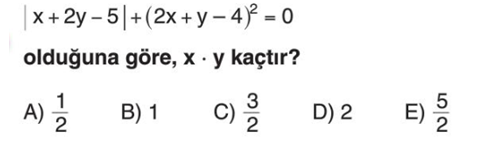 |x + 2y – 5| + (2x + y – 4)² = 0
olduğuna göre, x · y kaçtır?
A) 1/2 B) 1 C) 3/2 D) 2 E) 5/2